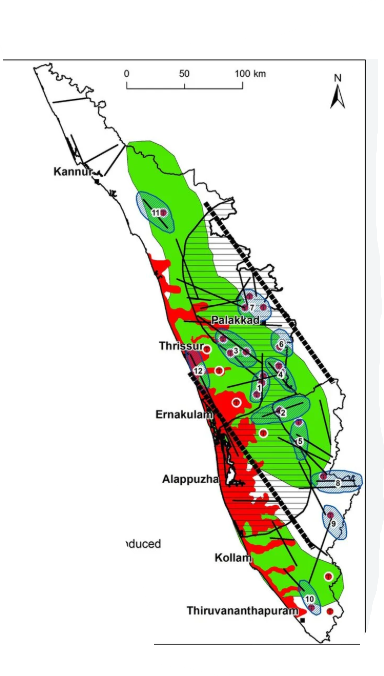 0 50 100 km
N
Kannur
11
7
Palakkad
6
Thrissur
3
12
4
1
2
Ernakulam
5
Alappuzha
8
9
duced
Kollam
10
Thiruvananthapuram